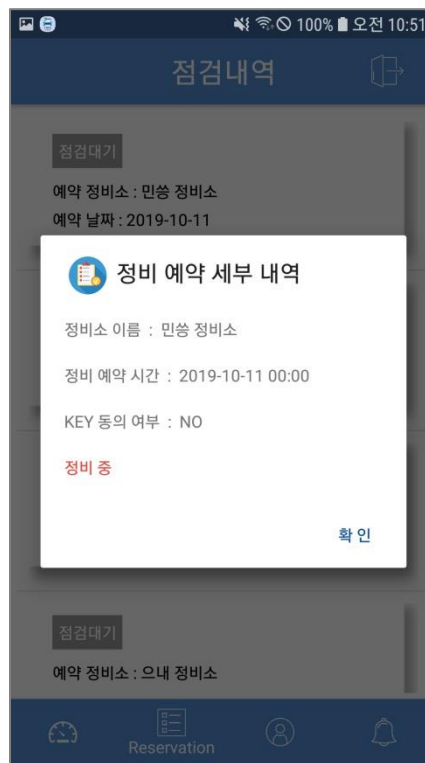 100% 오전 10:51
점검내역
점검대기
예약 정비소 : 민쏭 정비소
예약 날짜 : 2019-10-11
정비 예약 세부 내역
정비소 이름 : 민쏭 정비소
정비 예약 시간 : 2019-10-11 00:00
KEY 동의 여부 : NO
정비 중
확인
점검대기
예약 정비소 : 으내 정비소
Reservation